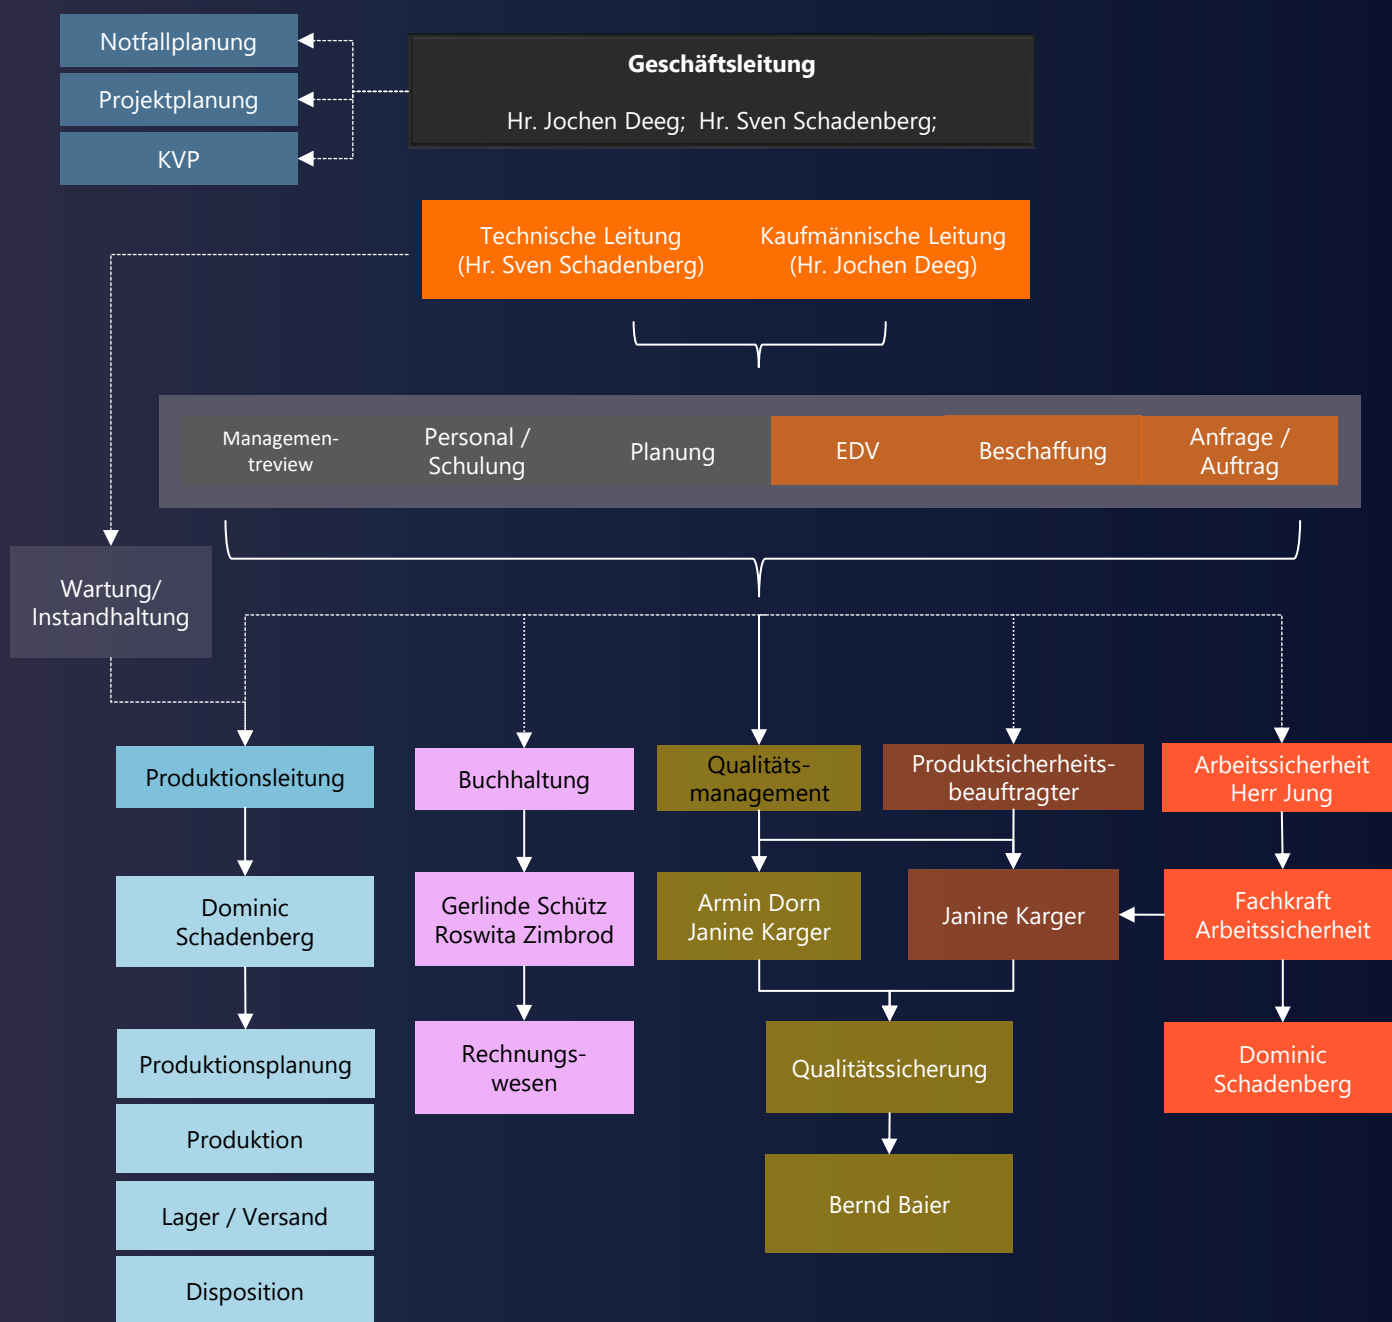 Notfallplanung
Projektplanung
KVP
Geschäftsleitung
Hr. Jochen Deeg;  Hr. Sven Schadenberg;
Technische Leitung
(Hr. Sven Schadenberg)
Kaufmännische Leitung
(Hr. Jochen Deeg)
Managemen-
treview
Personal /
Schulung
Planung
EDV
Beschaffung
Anfrage /
Auftrag
Wartung/
Instandhaltung
Produktionsleitung
Buchhaltung
Qualitäts-
management
Produktsicherheits-
beauftragter
Arbeitssicherheit
Herr Jung
Dominic
Schadenberg
Gerlinde Schütz
Roswita Zimbrod
Armin Dorn
Janine Karger
Janine Karger
Fachkraft
Arbeitssicherheit
Produktionsplanung
Rechnungs-
wesen
Qualitätssicherung
Dominic
Schadenberg
Produktion
Lager / Versand
Bernd Baier
Disposition